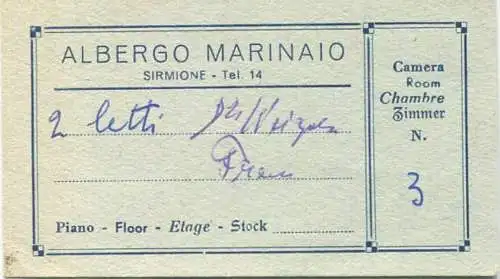 ALBERGO MARINAIO
SIRMIONE - Tel. 14
2 letti
Piano - Floor - Etage - Stock
Camera
Room
Chambre
Zimmer
N.
3